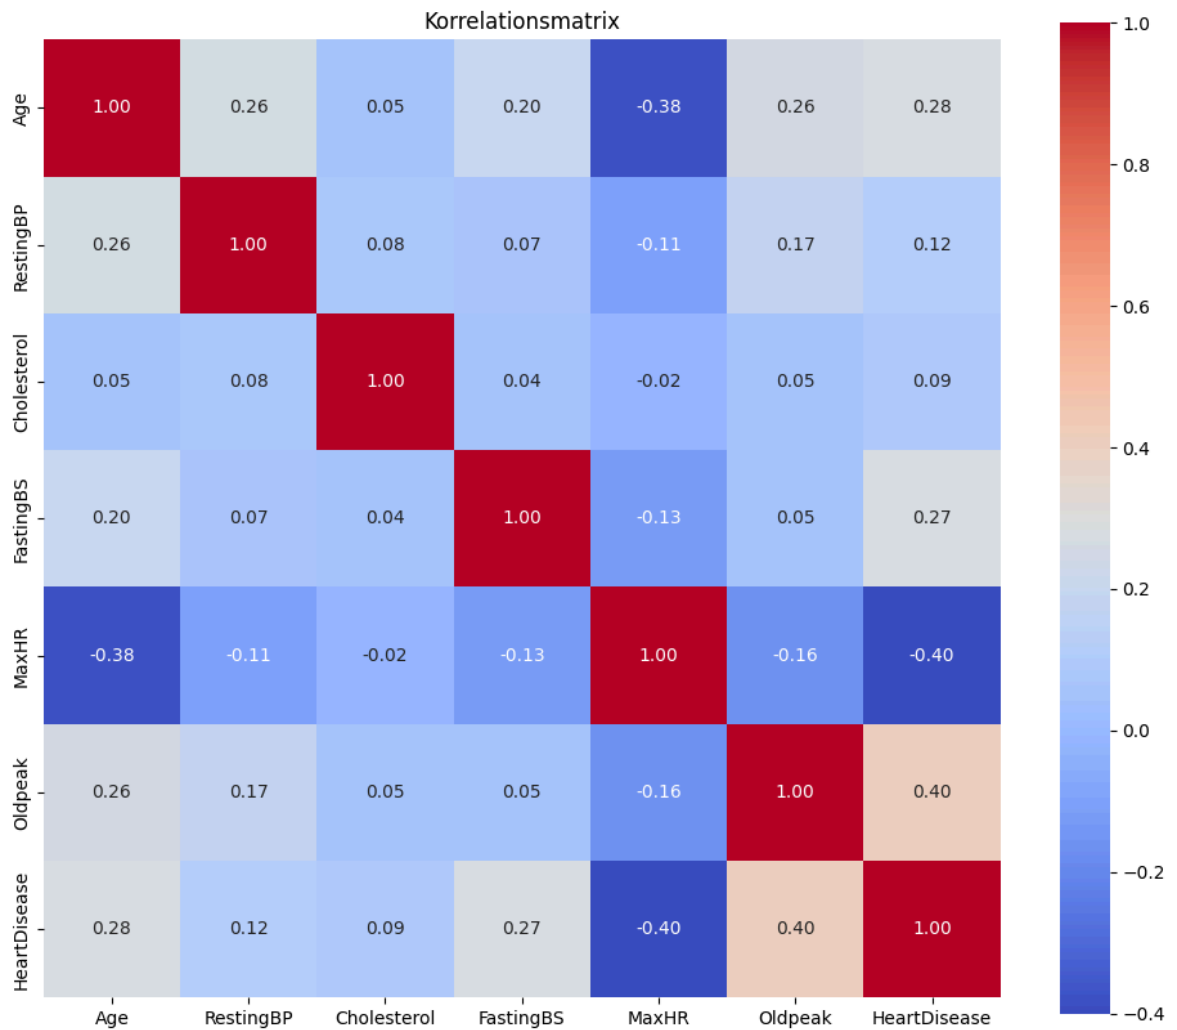 Korrelationsmatrix
Age 1.00 0.26 0.05 0.20 -0.38 0.26 0.28
RestingBP 0.26 1.00 0.08 0.07 -0.11 0.17 0.12
Cholesterol 0.05 0.08 1.00 0.04 -0.02 0.05 0.09
FastingBS 0.20 0.07 0.04 1.00 -0.13 0.05 0.27
MaxHR -0.38 -0.11 -0.02 -0.13 1.00 -0.16 -0.40
Oldpeak 0.26 0.17 0.05 0.05 -0.16 1.00 0.40
HeartDisease 0.28 0.12 0.09 0.27 -0.40 0.40 1.00
Age RestingBP Cholesterol FastingBS MaxHR Oldpeak HeartDisease
1.0
0.8
0.6
0.4
0.2
0.0
−0.2
−0.4